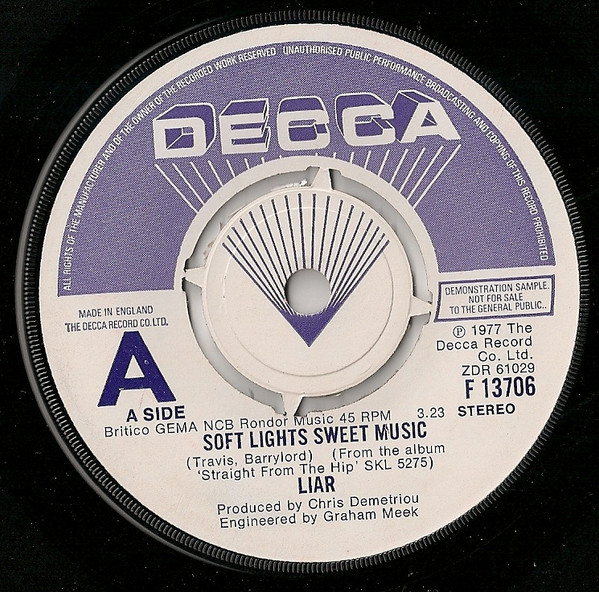 ALL RIGHTS OF THE MANUFACTURER AND OF THE OWNER OF THE RECORDED WORK RESERVED UNAUTHORISED PUBLIC PERFORMANCE BROADCASTING AND COPYING OF THIS RECORD PROHIBITED
DECCA
MADE IN ENGLAND
THE DECCA RECORD CO. LTD.
DEMONSTRATION SAMPLE.
NOT FOR SALE
TO THE GENERAL PUBLIC..
℗ 1977 The
Decca Record
Co. Ltd.
ZDR 61029
F 13706
STEREO
A
A SIDE
Britico GEMA NCB Rondor Music 45 RPM 3.23
SOFT LIGHTS SWEET MUSIC
(Travis, Barrylord) (From the album
'Straight From The Hip' SKL 5275)
LIAR
Produced by Chris Demetriou
Engineered by Graham Meek